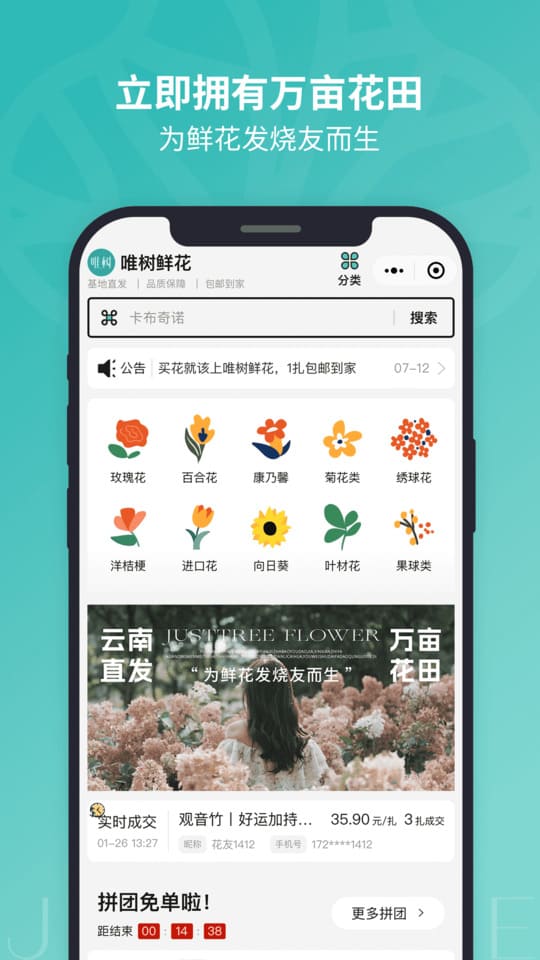 立即拥有万亩花田
为鲜花发烧友而生
唯树 唯树鲜花
基地直发 | 品质保障 | 包邮到家
分类
卡布奇诺 | 搜索
公告 买花就该上唯树鲜花，1扎包邮到家 07-12
玫瑰花 百合花 康乃馨 菊花类 绣球花
洋桔梗 进口花 向日葵 叶材花 果球类
云南 JUSTTREE FLOWER 万亩
直发 “为鲜花发烧友而生” 花田
实时成交 观音竹丨好运加持... 35.90元/扎 3扎成交
01-26 13:27 昵称 花友1412 手机号 172****1412
拼团免单啦!
距结束 00 : 14 : 38 更多拼团
J E